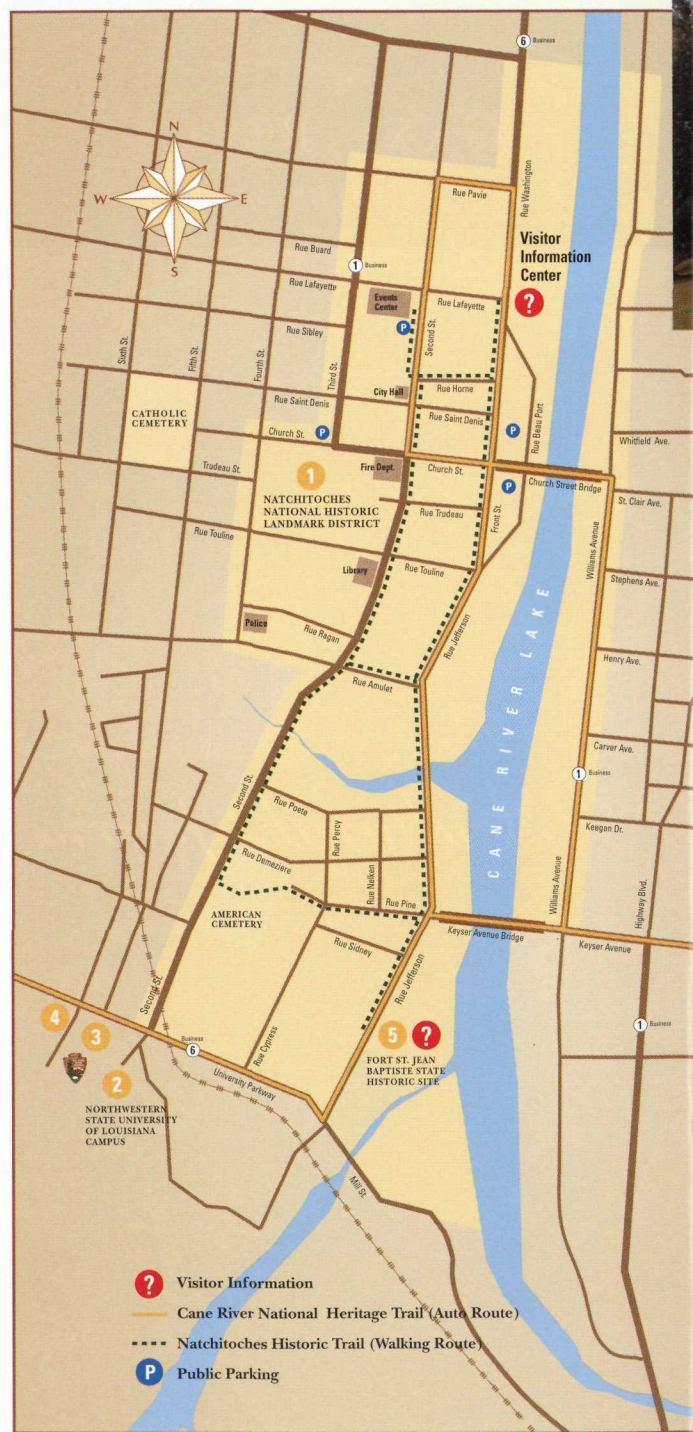 6 Business
N
W E
S
Rue Pavie
Rue Washington
Visitor
Information
Center
?
Rue Buard
1 Business
Rue Lafayette
Events
Center
Rue Lafayette
P
Second St.
Rue Sibley
Sixth St.
Fifth St.
Fourth St.
Third St.
City Hall
Rue Horne
Rue Beau Port
CATHOLIC
CEMETERY
Rue Saint Denis
Rue Saint Denis
P
Church St.
P
Whitfield Ave.
Trudeau St.
1
Fire Dept.
Church St.
Church Street Bridge
P
NATCHITOCHES
NATIONAL HISTORIC
LANDMARK DISTRICT
Rue Trudeau
Front St.
St. Clair Ave.
Rue Touline
Library
Rue Touline
Williams Avenue
Stephens Ave.
Police
Rue Ragan
Rue Jefferson
Henry Ave.
Rue Amulet
CANE RIVER LAKE
Carver Ave.
Second St.
1 Business
Rue Poete
Rue Percy
Keegan Dr.
Rue Demeziere
Rue Nelken
Williams Avenue
Highway Blvd.
AMERICAN
CEMETERY
Rue Pine
Keyser Avenue Bridge
Keyser Avenue
Rue Sidney
Second St.
Rue Jefferson
4
3
Business
6
Rue Cypress
5
?
1 Business
2
University Parkway
FORT ST. JEAN
BAPTISTE STATE
HISTORIC SITE
NORTHWESTERN
STATE UNIVERSITY
OF LOUISIANA
CAMPUS
Mill St.
? Visitor Information
Cane River National Heritage Trail (Auto Route)
Natchitoches Historic Trail (Walking Route)
P Public Parking